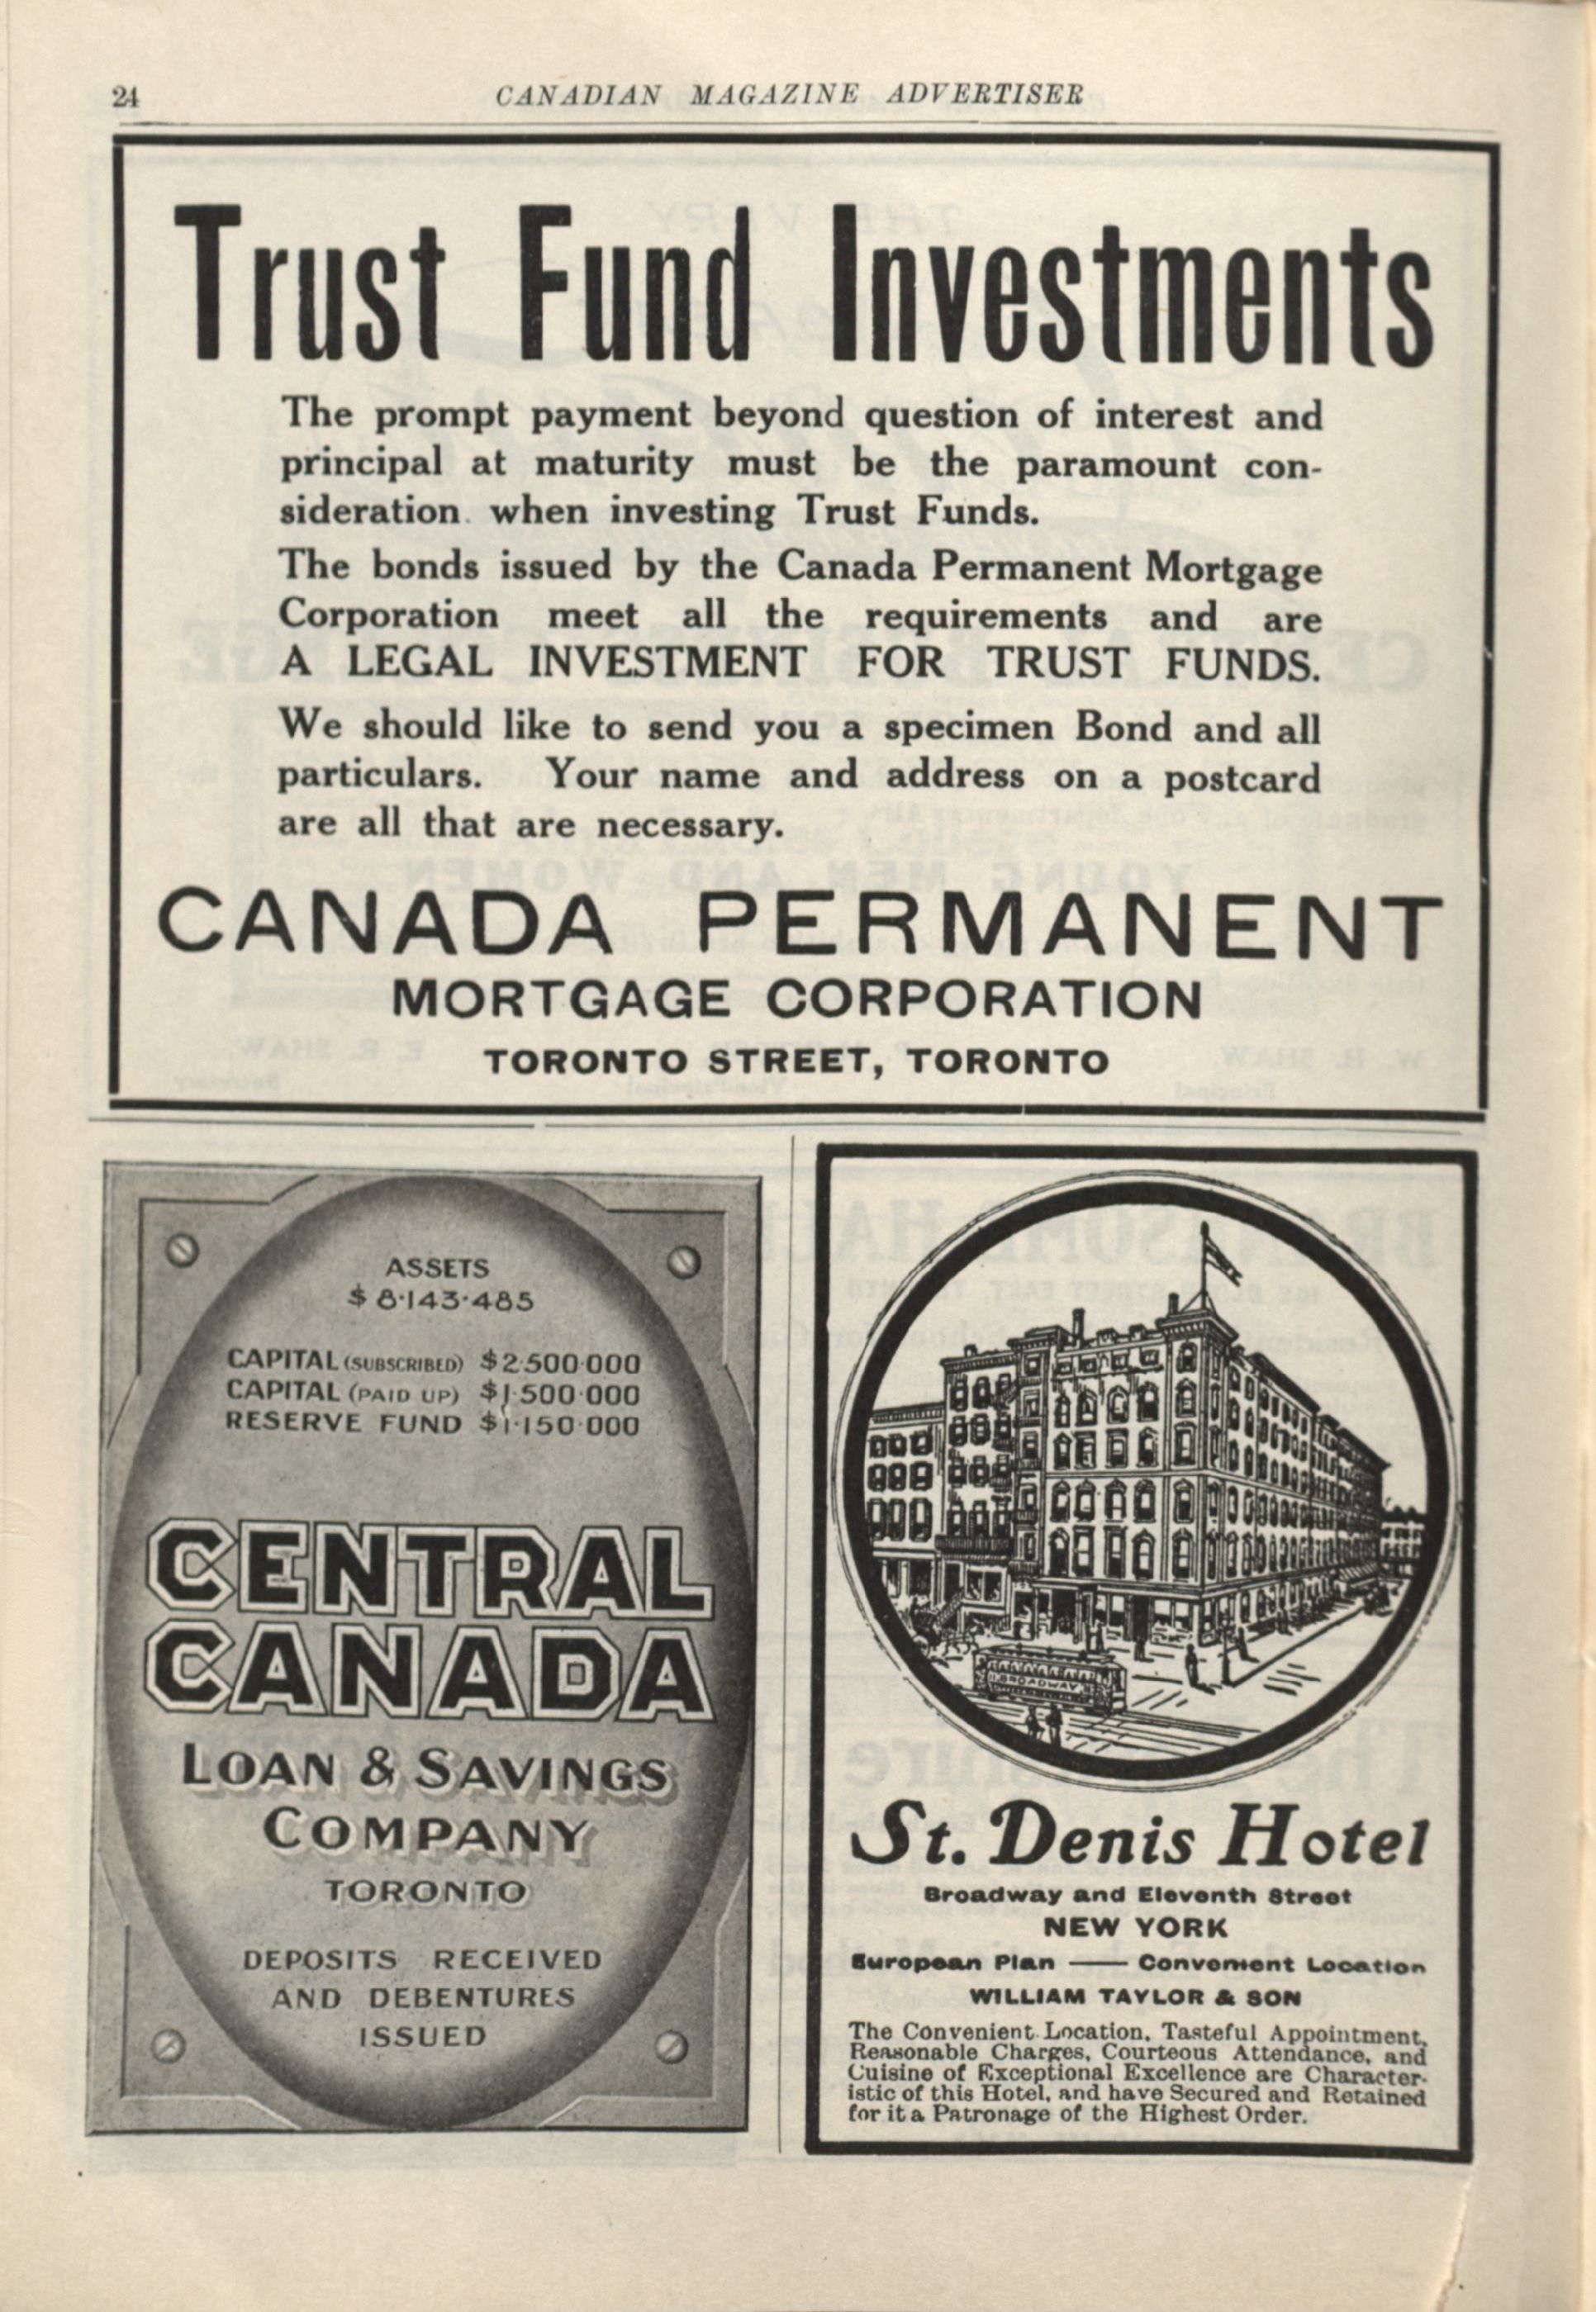 24
CANADIAN MAGAZINE ADVERTISER
Trust Fund Investments
The prompt payment beyond question of interest and
principal at maturity must be the paramount con-
sideration when investing Trust Funds.
The bonds issued by the Canada Permanent Mortgage
Corporation meet all the requirements and are
A LEGAL INVESTMENT FOR TRUST FUNDS.
We should like to send you a specimen Bond and all
particulars. Your name and address on a postcard
are all that are necessary.
CANADA PERMANENT
MORTGAGE CORPORATION
TORONTO STREET, TORONTO
ASSETS
$8·143·485
CAPITAL (SUBSCRIBED) $2·500·000
CAPITAL (PAID UP) $1·500·000
RESERVE FUND $1·150·000
CENTRAL
CANADA
LOAN & SAVINGS
COMPANY
TORONTO
DEPOSITS RECEIVED
AND DEBENTURES
ISSUED
BROADWAY
St. Denis Hotel
Broadway and Eleventh Street
NEW YORK
European Plan — Convenient Location
WILLIAM TAYLOR & SON
The Convenient Location, Tasteful Appointment,
Reasonable Charges, Courteous Attendance, and
Cuisine of Exceptional Excellence are Character-
istic of this Hotel, and have Secured and Retained
for it a Patronage of the Highest Order.